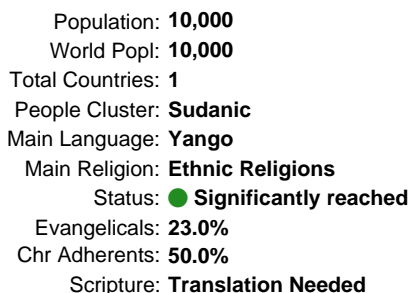 Population: 10,000
World Popl: 10,000
Total Countries: 1
People Cluster: Sudanic
Main Language: Yango
Main Religion: Ethnic Religions
Status: Significantly reached
Evangelicals: 23.0%
Chr Adherents: 50.0%
Scripture: Translation Needed